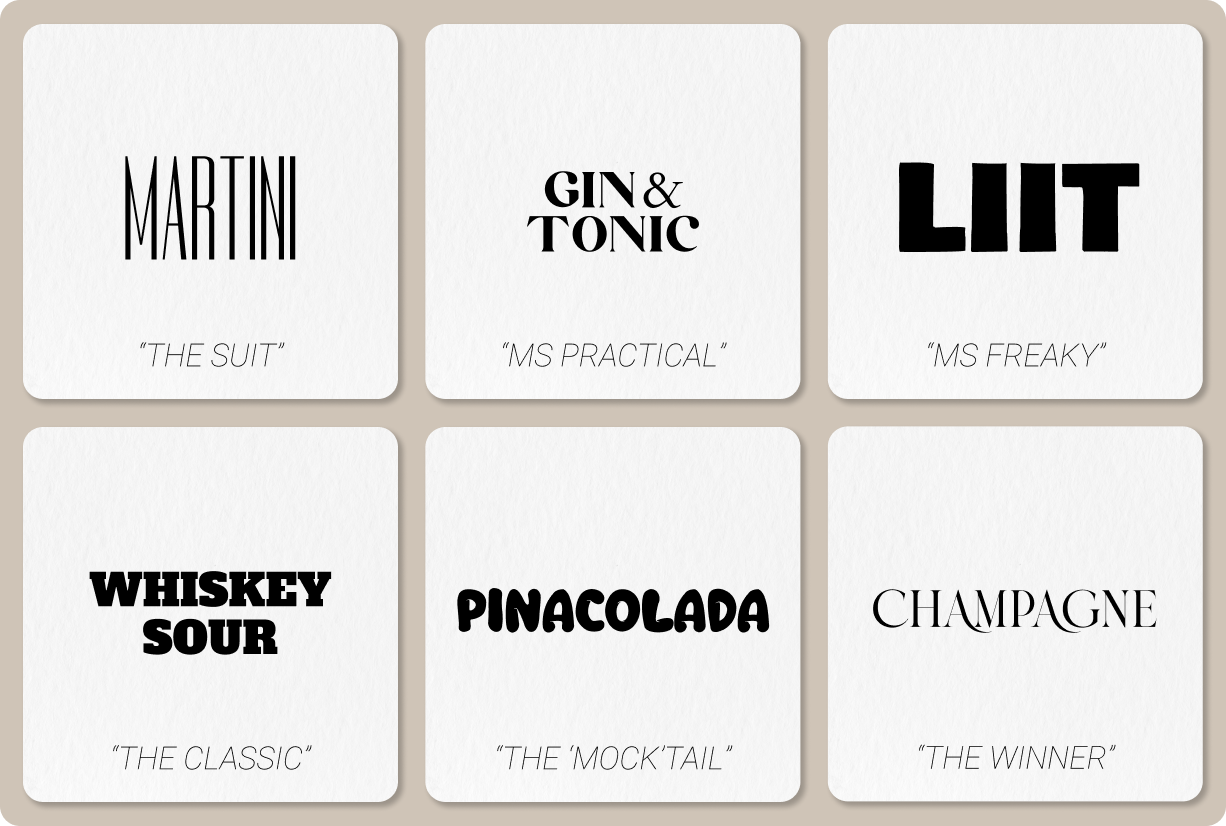 MARTINI
"THE SUIT"
GIN &
TONIC
"MS PRACTICAL"
LIIT
"MS FREAKY"
WHISKEY
SOUR
"THE CLASSIC"
PINACOLADA
"THE 'MOCK'TAIL"
CHAMPAGNE
"THE WINNER"